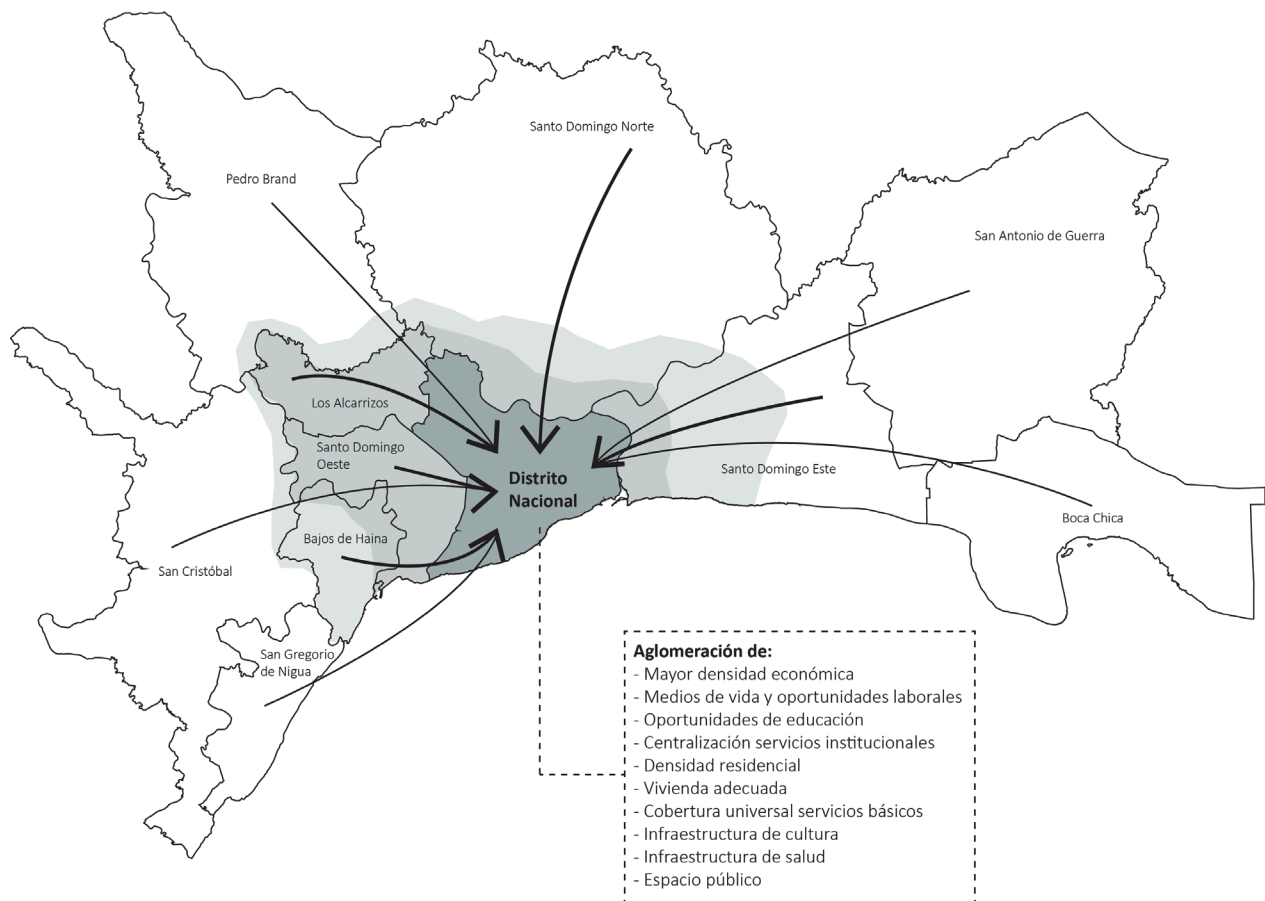 Santo Domingo Norte
Pedro Brand
San Antonio de Guerra
Los Alcarrizos
Santo Domingo
Oeste
Santo Domingo Este
Distrito
Nacional
Boca Chica
Bajos de Haina
San Cristóbal
San Gregorio
de Nigua
Aglomeración de:
- Mayor densidad económica
- Medios de vida y oportunidades laborales
- Oportunidades de educación
- Centralización servicios institucionales
- Densidad residencial
- Vivienda adecuada
- Cobertura universal servicios básicos
- Infraestructura de cultura
- Infraestructura de salud
- Espacio público